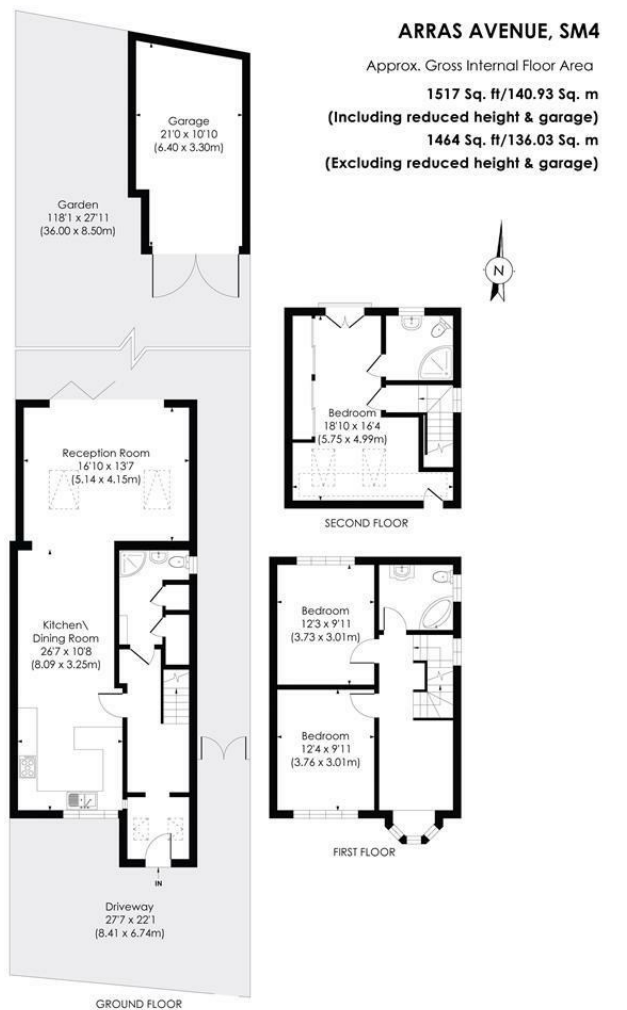 ARRAS AVENUE, SM4
Approx. Gross Internal Floor Area
1517 Sq. ft/140.93 Sq. m
(Including reduced height & garage)
1464 Sq. ft/136.03 Sq. m
(Excluding reduced height & garage)
Garage
21'0 x 10'10
(6.40 x 3.30m)
Garden
118'1 x 27'11
(36.00 x 8.50m)
N
Reception Room
16'10 x 13'7
(5.14 x 4.15m)
Kitchen\
Dining Room
26'7 x 10'8
(8.09 x 3.25m)
IN
Driveway
27'7 x 22'1
(8.41 x 6.74m)
GROUND FLOOR
Bedroom
18'10 x 16'4
(5.75 x 4.99m)
SECOND FLOOR
Bedroom
12'3 x 9'11
(3.73 x 3.01m)
Bedroom
12'4 x 9'11
(3.76 x 3.01m)
FIRST FLOOR